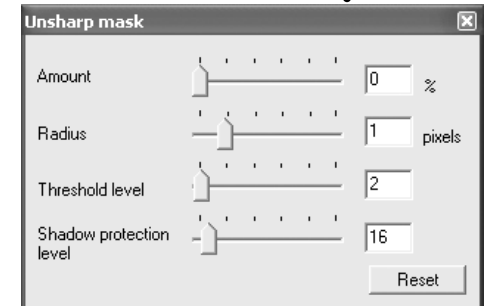 Unsharp mask
Amount 0 %
Radius 1 pixels
Threshold level 2
Shadow protection
level 16
Reset